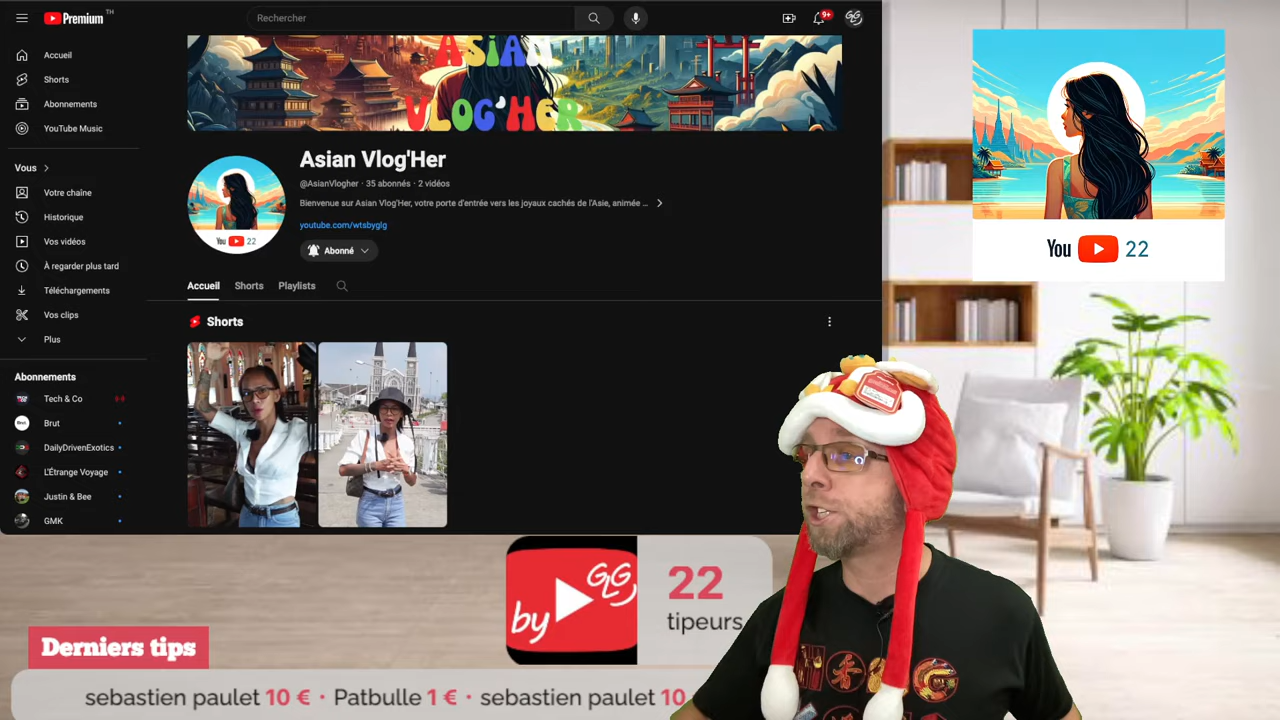 Premium TH
Rechercher
9+
Accueil
Shorts
Abonnements
YouTube Music
Vous
Votre chaîne
Historique
Vos vidéos
À regarder plus tard
Téléchargements
Vos clips
Plus
Abonnements
Tech & Co
Brut
DailyDrivenExotics
L'Étrange Voyage
Justin & Bee
GMK
ASIAN
VLOG'HER
You 22
Asian Vlog'Her
@AsianVlogher · 35 abonnés · 2 vidéos
Bienvenue sur Asian Vlog'Her, votre porte d'entrée vers les joyaux cachés de l'Asie, animée ...
youtube.com/wtsbyglg
Abonné
Accueil Shorts Playlists
Shorts
You 22
by GLG
22
tipeurs
Derniers tips
sebastien paulet 10 € · Patbulle 1 € · sebastien paulet 10